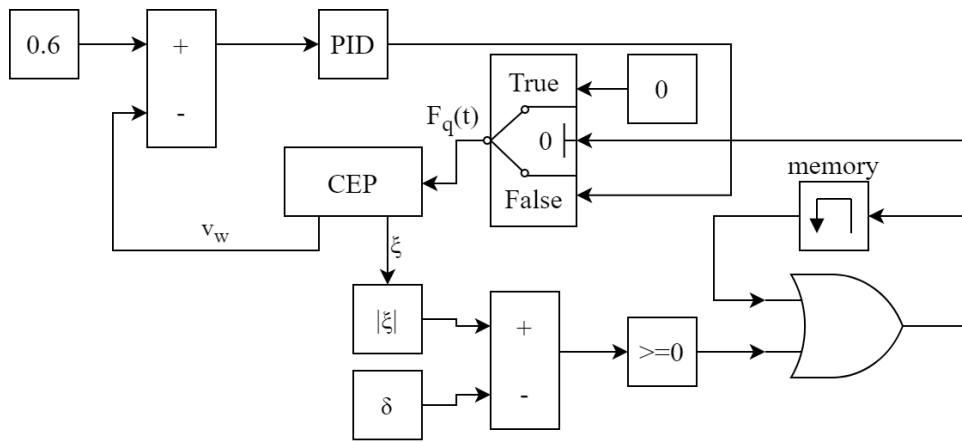 0.6
+
-
PID
True
0
0
False
F_q(t)
CEP
v_w
ξ
memory
|ξ|
δ
+
-
>=0